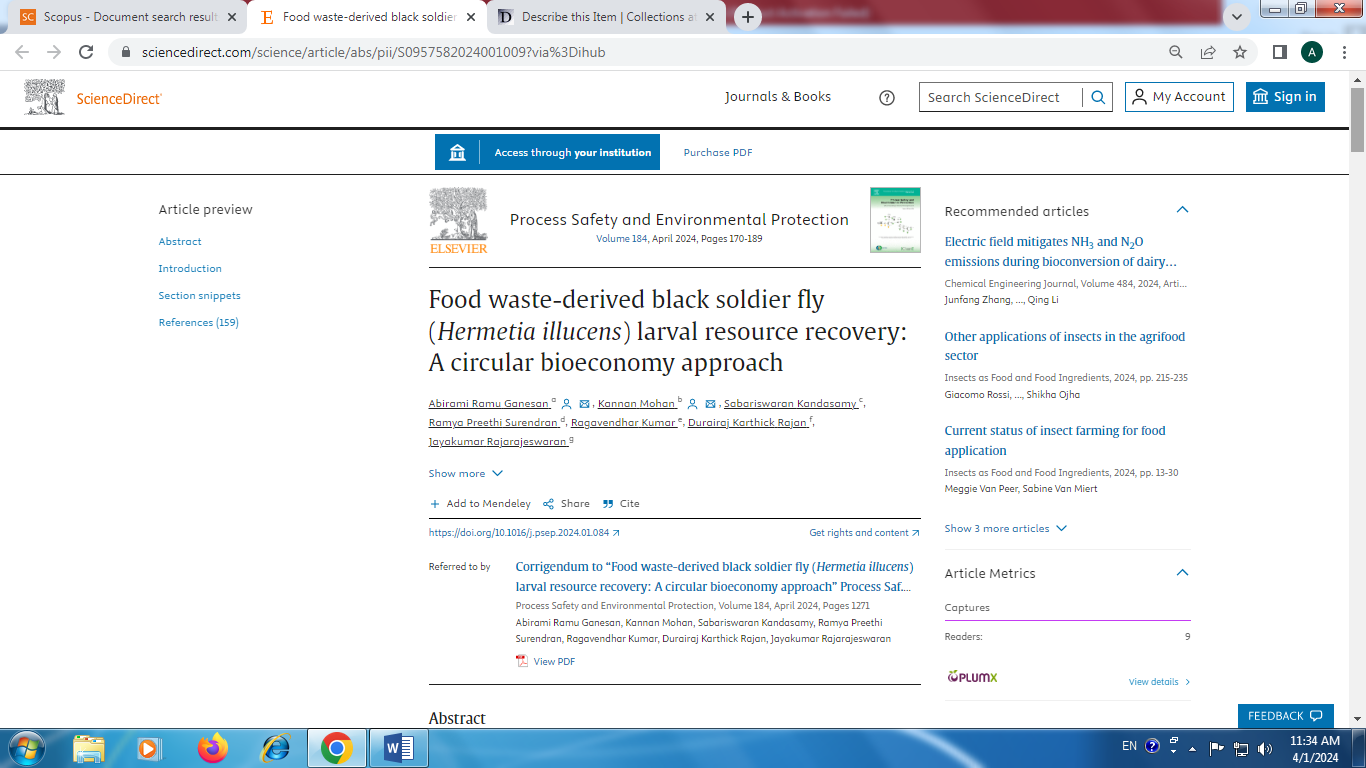 Scopus - Document search result
Food waste-derived black soldier
Describe this Item | Collections a
sciencedirect.com/science/article/abs/pii/S0957582024001009?via%3Dihub
A
ScienceDirect
Journals & Books
Search ScienceDirect
My Account
Sign in
Access through your institution
Purchase PDF
Article preview
Abstract
Introduction
Section snippets
References (159)
ELSEVIER
Process Safety and Environmental Protection
Volume 184, April 2024, Pages 170-189
Food waste-derived black soldier fly
(Hermetia illucens) larval resource recovery:
A circular bioeconomy approach
Abirami Ramu Ganesan a, Kannan Mohan b, Sabariswaran Kandasamy c,
Ramya Preethi Surendran d, Ragavendhar Kumar e, Durairaj Karthick Rajan f,
Jayakumar Rajarajeswaran g
Show more
+ Add to Mendeley Share Cite
https://doi.org/10.1016/j.psep.2024.01.084
Get rights and content
Referred to by
Corrigendum to “Food waste-derived black soldier fly (Hermetia illucens)
larval resource recovery: A circular bioeconomy approach” Process Saf....
Process Safety and Environmental Protection, Volume 184, April 2024, Pages 1271
Abirami Ramu Ganesan, Kannan Mohan, Sabariswaran Kandasamy, Ramya Preethi
Surendran, Ragavendhar Kumar, Durairaj Karthick Rajan, Jayakumar Rajarajeswaran
View PDF
Abstract
Recommended articles
Electric field mitigates NH3 and N2O
emissions during bioconversion of dairy…
Chemical Engineering Journal, Volume 484, 2024, Arti…
Junfang Zhang, …, Qing Li
Other applications of insects in the agrifood
sector
Insects as Food and Food Ingredients, 2024, pp. 215-235
Giacomo Rossi, …, Shikha Ojha
Current status of insect farming for food
application
Insects as Food and Food Ingredients, 2024, pp. 13-30
Meggie Van Peer, Sabine Van Miert
Show 3 more articles
Article Metrics
Captures
Readers: 9
PLUMX
View details
FEEDBACK
EN
11:34 AM
4/1/2024